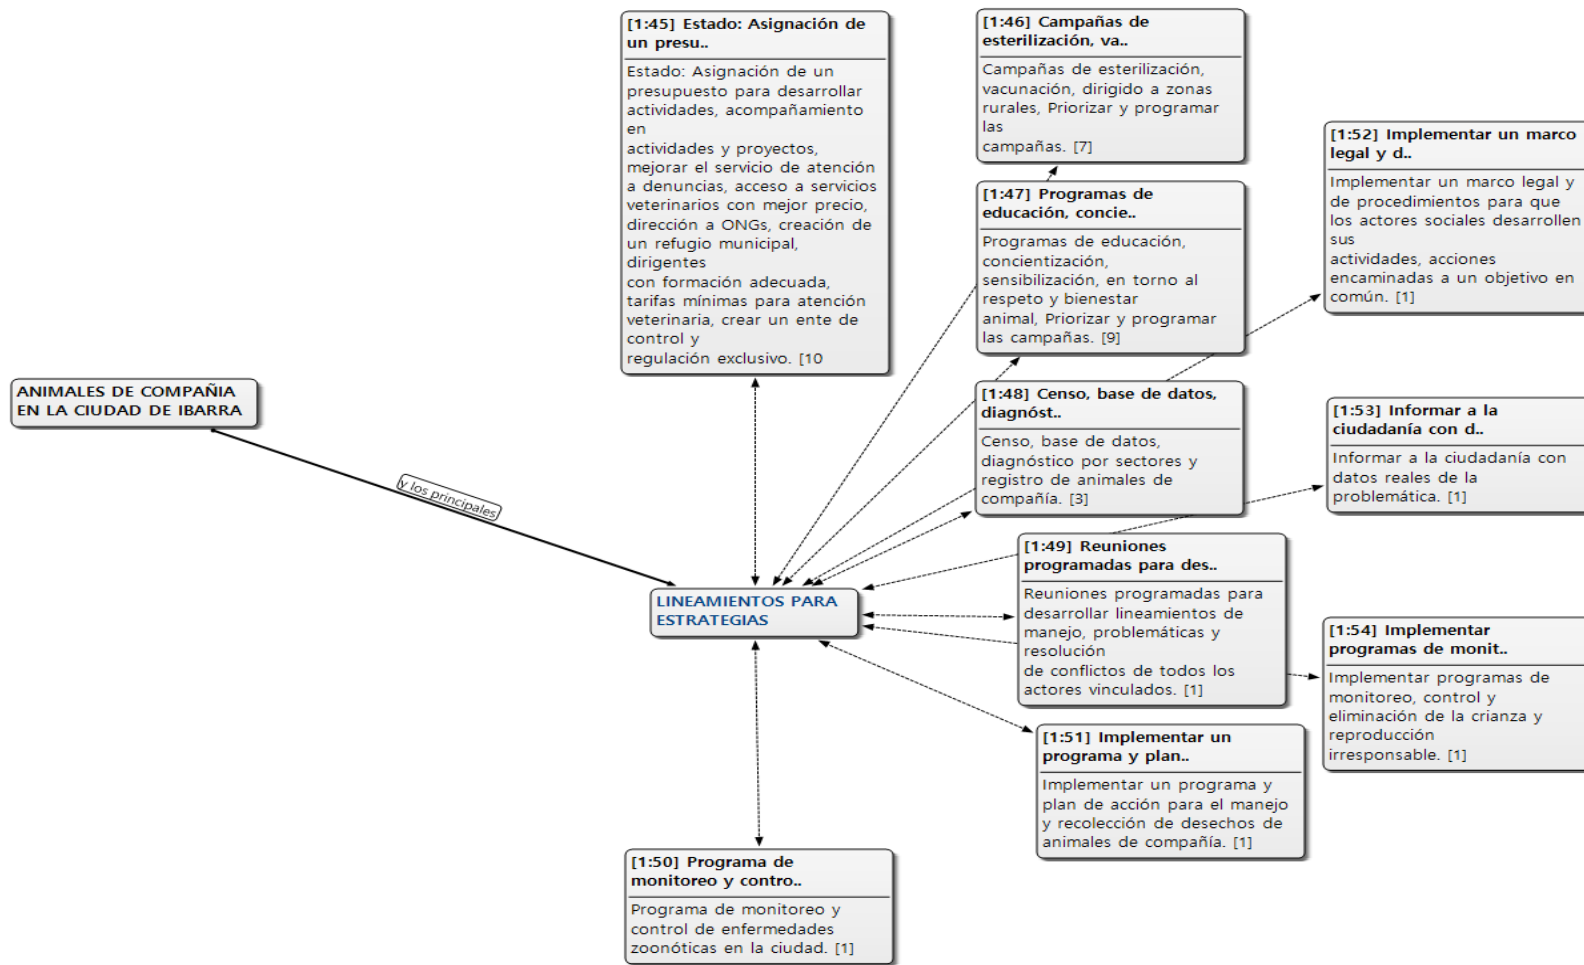 [1:45] Estado: Asignación de
un presu..
Estado: Asignación de un
presupuesto para desarrollar
actividades, acompañamiento
en
actividades y proyectos,
mejorar el servicio de atención
a denuncias, acceso a servicios
veterinarios con mejor precio,
dirección a ONGs, creación de
un refugio municipal,
dirigentes
con formación adecuada,
tarifas mínimas para atención
veterinaria, crear un ente de
control y
regulación exclusivo. [10
[1:46] Campañas de
esterilización, va..
Campañas de esterilización,
vacunación, dirigido a zonas
rurales, Priorizar y programar
las
campañas. [7]
[1:47] Programas de
educación, concie..
Programas de educación,
concientización,
sensibilización, en torno al
respeto y bienestar
animal, Priorizar y programar
las campañas. [9]
[1:52] Implementar un marco
legal y d..
Implementar un marco legal y
de procedimientos para que
los actores sociales desarrollen
sus
actividades, acciones
encaminadas a un objetivo en
común. [1]
ANIMALES DE COMPAÑIA
EN LA CIUDAD DE IBARRA
y los principales
[1:48] Censo, base de datos,
diagnóst..
Censo, base de datos,
diagnóstico por sectores y
registro de animales de
compañía. [3]
[1:53] Informar a la
ciudadanía con d..
Informar a la ciudadanía con
datos reales de la
problemática. [1]
LINEAMIENTOS PARA
ESTRATEGIAS
[1:49] Reuniones
programadas para des..
Reuniones programadas para
desarrollar lineamientos de
manejo, problemáticas y
resolución
de conflictos de todos los
actores vinculados. [1]
[1:54] Implementar
programas de monit..
Implementar programas de
monitoreo, control y
eliminación de la crianza y
reproducción
irresponsable. [1]
[1:51] Implementar un
programa y plan..
Implementar un programa y
plan de acción para el manejo
y recolección de desechos de
animales de compañía. [1]
[1:50] Programa de
monitoreo y contro..
Programa de monitoreo y
control de enfermedades
zoonóticas en la ciudad. [1]